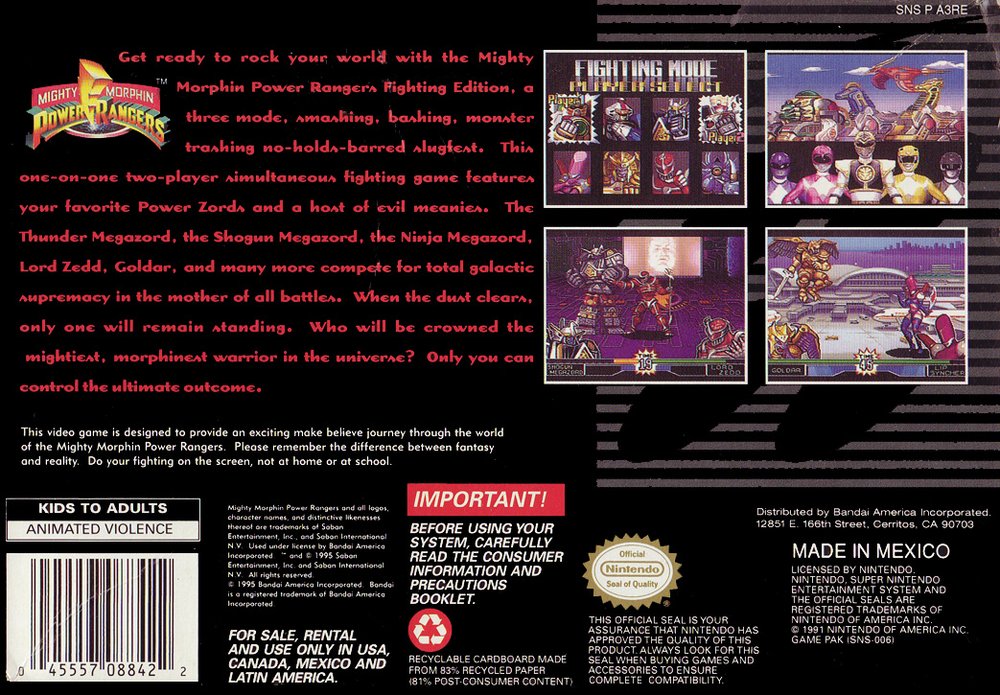 SNS P A3RE
MIGHTY MORPHIN
POWER RANGERS
TM
Get ready to rock your world with the Mighty
Morphin Power Rangers Fighting Edition, a
three mode, smashing, bashing, monster
trashing no-holds-barred slugfest. This
one-on-one two-player simultaneous fighting game features
your favorite Power Zords and a host of evil meanies. The
Thunder Megazord, the Shogun Megazord, the Ninja Megazord,
Lord Zedd, Goldar, and many more compete for total galactic
supremacy in the mother of all battles. When the dust clears,
only one will remain standing. Who will be crowned the
mightiest, morphinest warrior in the universe? Only you can
control the ultimate outcome.
FIGHTING MODE
PLAYER SELECT
Player1
Player2
19
SHOGUN
MEGAZORD
LORD
ZEDD
GOLDAR
LIP
SYNCHER
This video game is designed to provide an exciting make believe journey through the world
of the Mighty Morphin Power Rangers. Please remember the difference between fantasy
and reality. Do your fighting on the screen, not at home or at school.
KIDS TO ADULTS
ANIMATED VIOLENCE
0 45557 08842 2
Mighty Morphin Power Rangers and all logos,
character names, and distinctive likenesses
thereof are trademarks of Saban
Entertainment, Inc., and Saban International
N.V. Used under license by Bandai America
Incorporated. ™ and © 1995 Saban
Entertainment, Inc. and Saban International
N.V. All rights reserved.
© 1995 Bandai America Incorporated. Bandai
is a registered trademark of Bandai America
Incorporated.
FOR SALE, RENTAL
AND USE ONLY IN USA,
CANADA, MEXICO AND
LATIN AMERICA.
IMPORTANT!
BEFORE USING YOUR
SYSTEM, CAREFULLY
READ THE CONSUMER
INFORMATION AND
PRECAUTIONS
BOOKLET.
RECYCLABLE CARDBOARD MADE
FROM 83% RECYCLED PAPER
(81% POST-CONSUMER CONTENT)
Official
Nintendo
Seal of Quality
®
THIS OFFICIAL SEAL IS YOUR
ASSURANCE THAT NINTENDO HAS
APPROVED THE QUALITY OF THIS
PRODUCT. ALWAYS LOOK FOR THIS
SEAL WHEN BUYING GAMES AND
ACCESSORIES TO ENSURE
COMPLETE COMPATIBILITY.
Distributed by Bandai America Incorporated.
12851 E. 166th Street, Cerritos, CA 90703
MADE IN MEXICO
LICENSED BY NINTENDO.
NINTENDO, SUPER NINTENDO
ENTERTAINMENT SYSTEM AND
THE OFFICIAL SEALS ARE
REGISTERED TRADEMARKS OF
NINTENDO OF AMERICA INC.
© 1991 NINTENDO OF AMERICA INC.
GAME PAK (SNS-006)